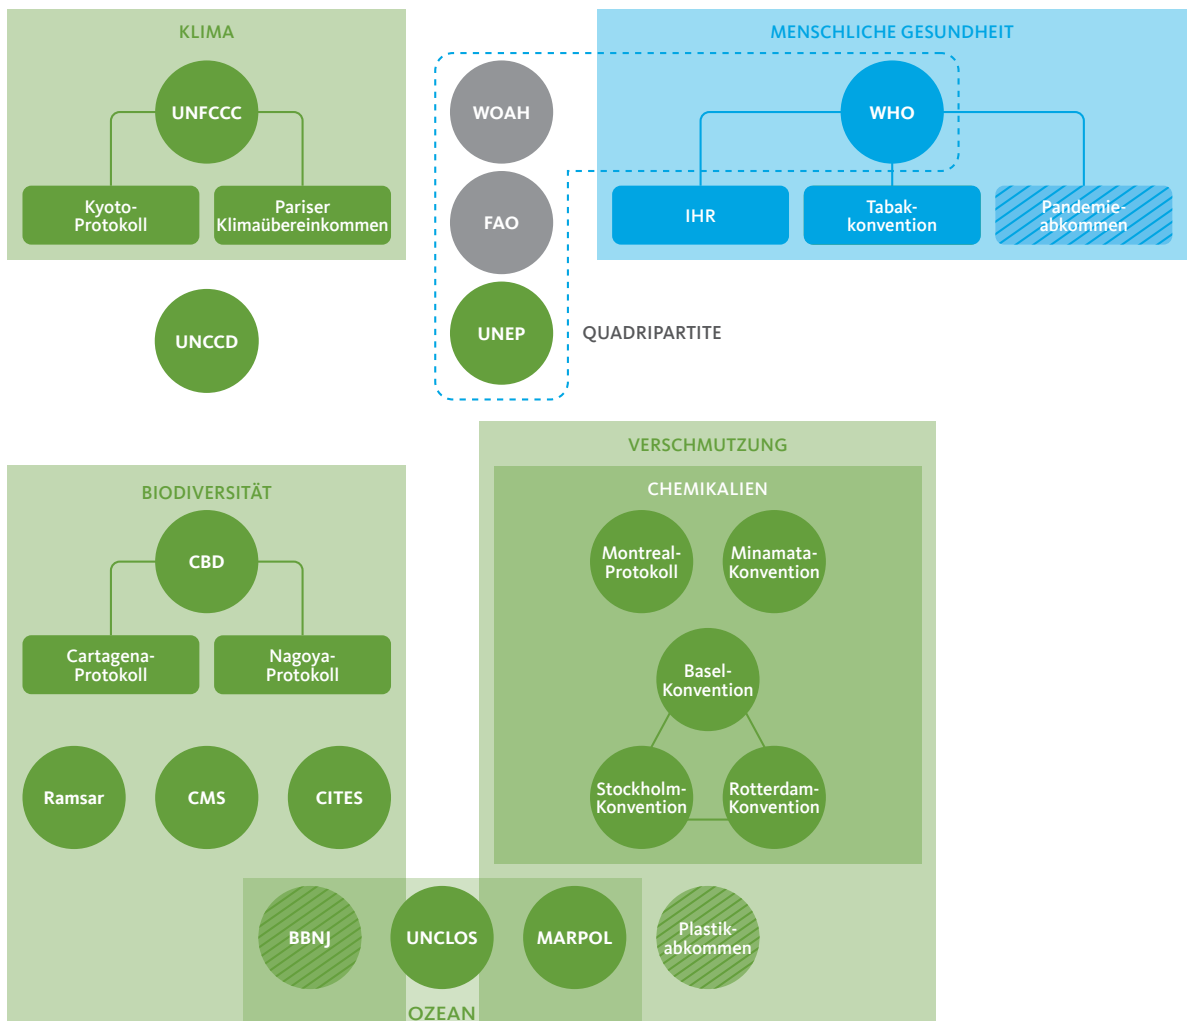 KLIMA
UNFCCC
Kyoto-
Protokoll
Pariser
Klimaübereinkommen
UNCCD
WOAH
FAO
UNEP
QUADRIPARTITE
MENSCHLICHE GESUNDHEIT
WHO
IHR
Tabak-
konvention
Pandemie-
abkommen
BIODIVERSITÄT
CBD
Cartagena-
Protokoll
Nagoya-
Protokoll
Ramsar
CMS
CITES
VERSCHMUTZUNG
CHEMIKALIEN
Montreal-
Protokoll
Minamata-
Konvention
Basel-
Konvention
Stockholm-
Konvention
Rotterdam-
Konvention
BBNJ
UNCLOS
MARPOL
Plastik-
abkommen
OZEAN